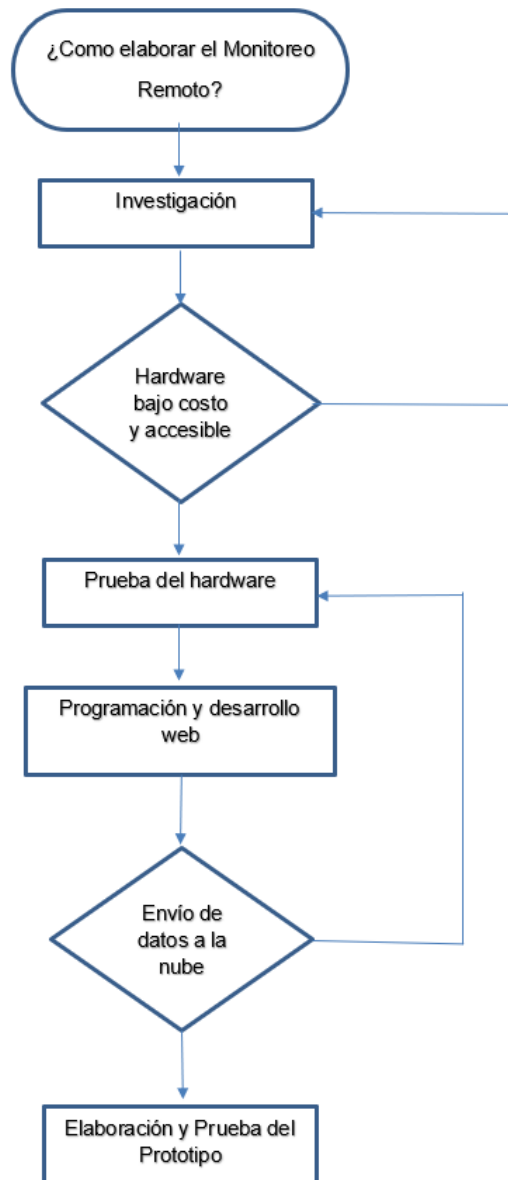 ¿Como elaborar el Monitoreo
Remoto?
Investigación
Hardware
bajo costo
y accesible
Prueba del hardware
Programación y desarrollo
web
Envío de
datos a la
nube
Elaboración y Prueba del
Prototipo